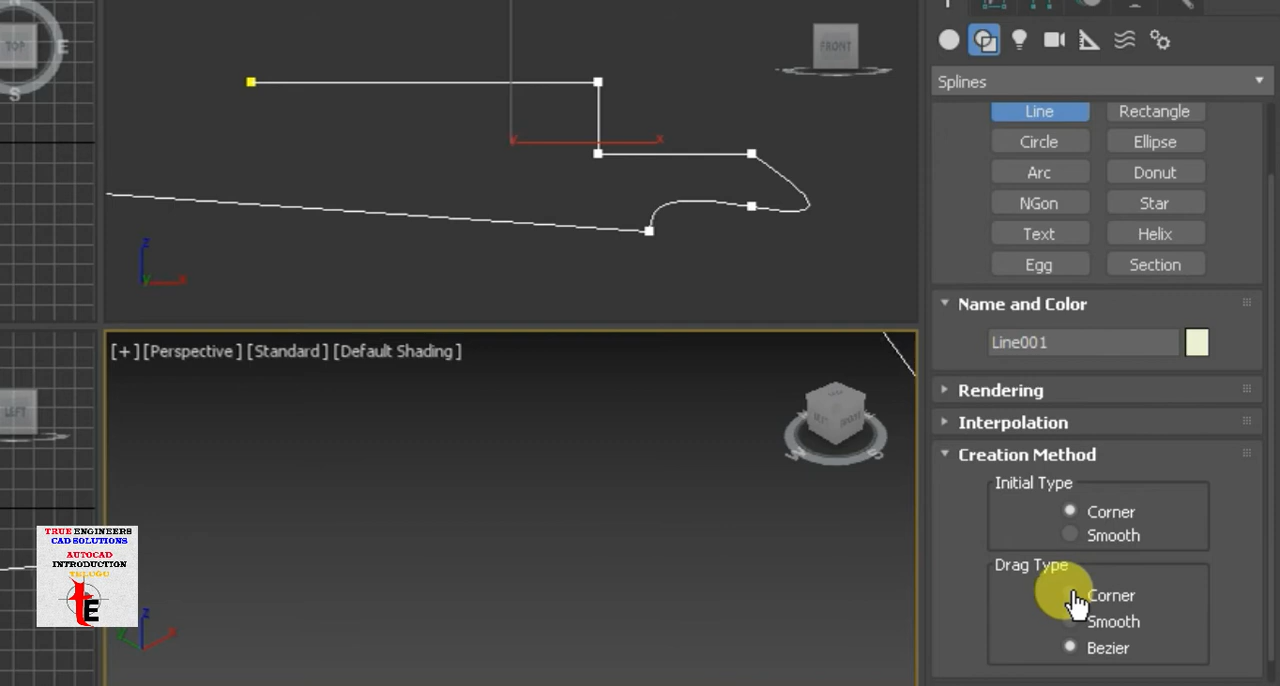 TOP
E
S
FRONT
x
z
y
x
Splines
Line
Rectangle
Circle
Ellipse
Arc
Donut
NGon
Star
Text
Helix
Egg
Section
Name and Color
Line001
Rendering
Interpolation
Creation Method
Initial Type
Corner
Smooth
Drag Type
Corner
Smooth
Bezier
[+] [Perspective] [Standard] [Default Shading]
W
S
LEFT
z
y
x
TRUE ENGINEERS
CAD SOLUTIONS
AUTOCAD
INTRODUCTION
TELUGU
tE